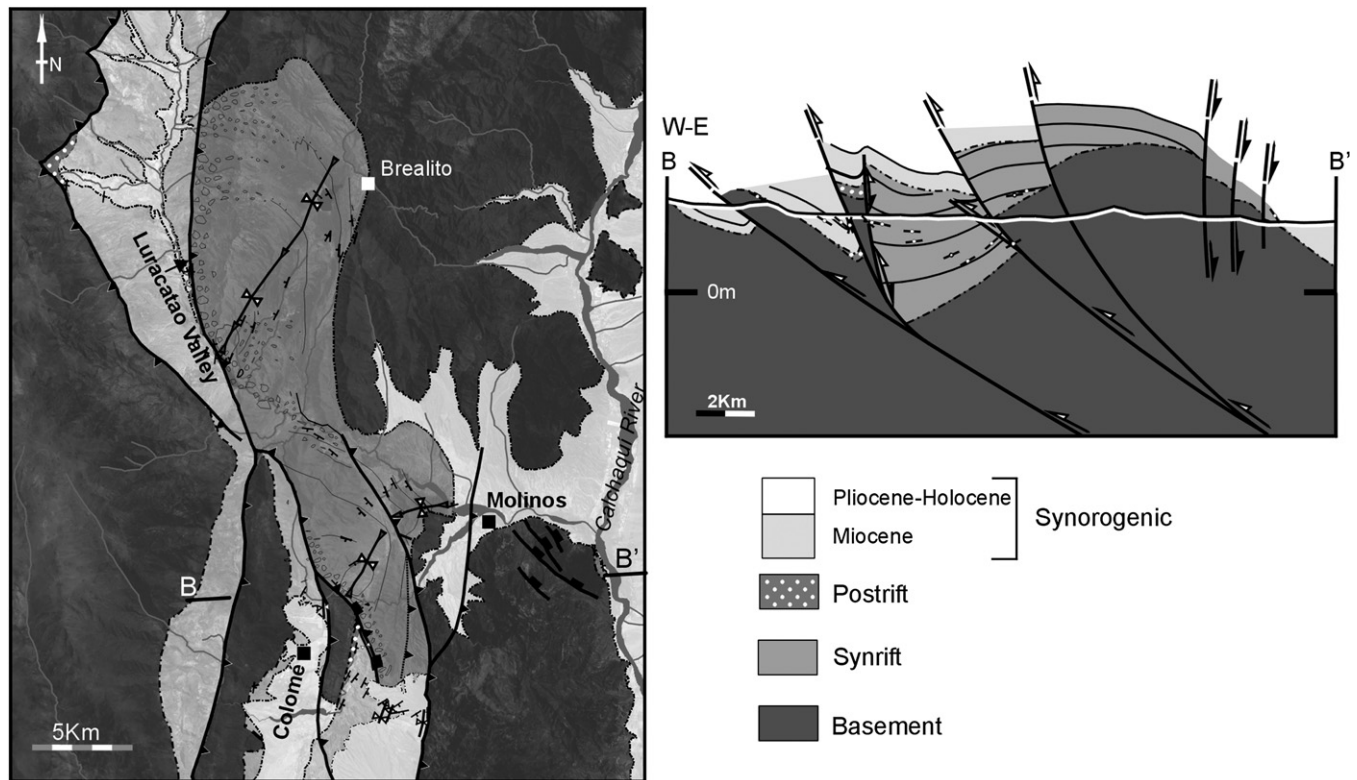 N
Brealito
Luracatao Valley
Calchaqui River
Molinos
B
B'
Colome
5Km
W-E
B
B'
0m
2Km
Pliocene-Holocene
Miocene
Synorogenic
Postrift
Synrift
Basement